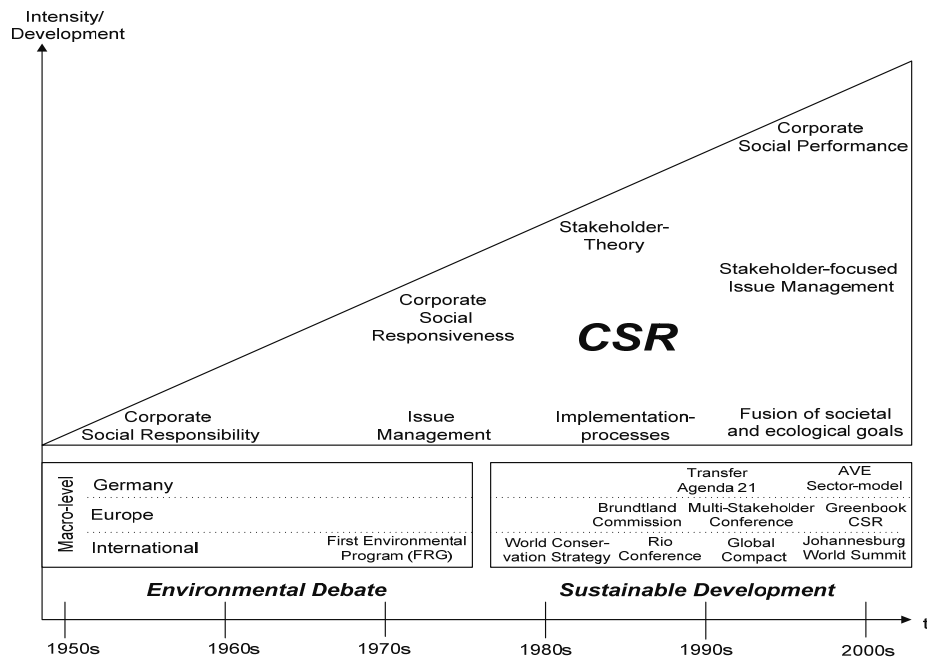 Intensity/
Development
Corporate
Social Performance
Stakeholder-
Theory
Stakeholder-focused
Issue Management
Corporate
Social
Responsiveness
CSR
Corporate
Social Responsibility
Issue
Management
Implementation-
processes
Fusion of societal
and ecological goals
Macro-level
Germany
Transfer
Agenda 21
AVE
Sector-model
Europe
Brundtland
Commission
Multi-Stakeholder
Conference
Greenbook
CSR
International
First Environmental
Program (FRG)
World Conser-
vation Strategy
Rio
Conference
Global
Compact
Johannesburg
World Summit
Environmental Debate
Sustainable Development
t
1950s
1960s
1970s
1980s
1990s
2000s